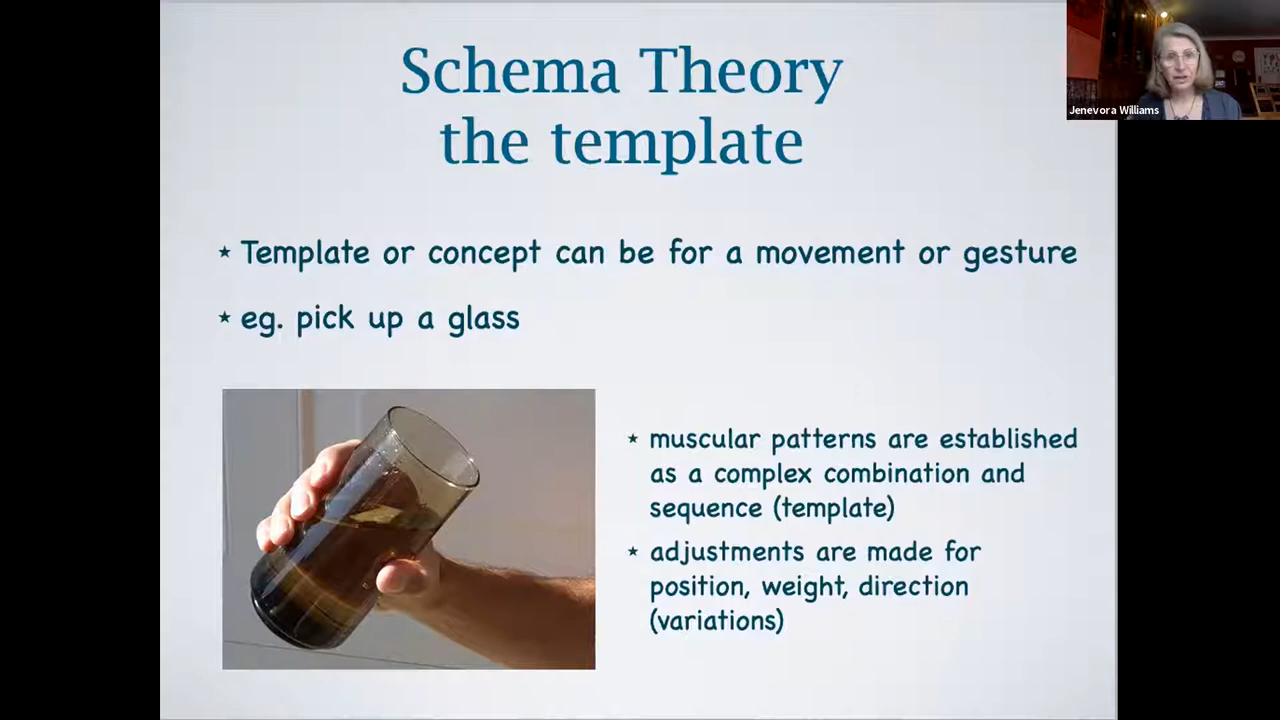 Schema Theory
the template
Jenevora Williams
★ Template or concept can be for a movement or gesture
★ eg. pick up a glass
★ muscular patterns are established
as a complex combination and
sequence (template)
★ adjustments are made for
position, weight, direction
(variations)